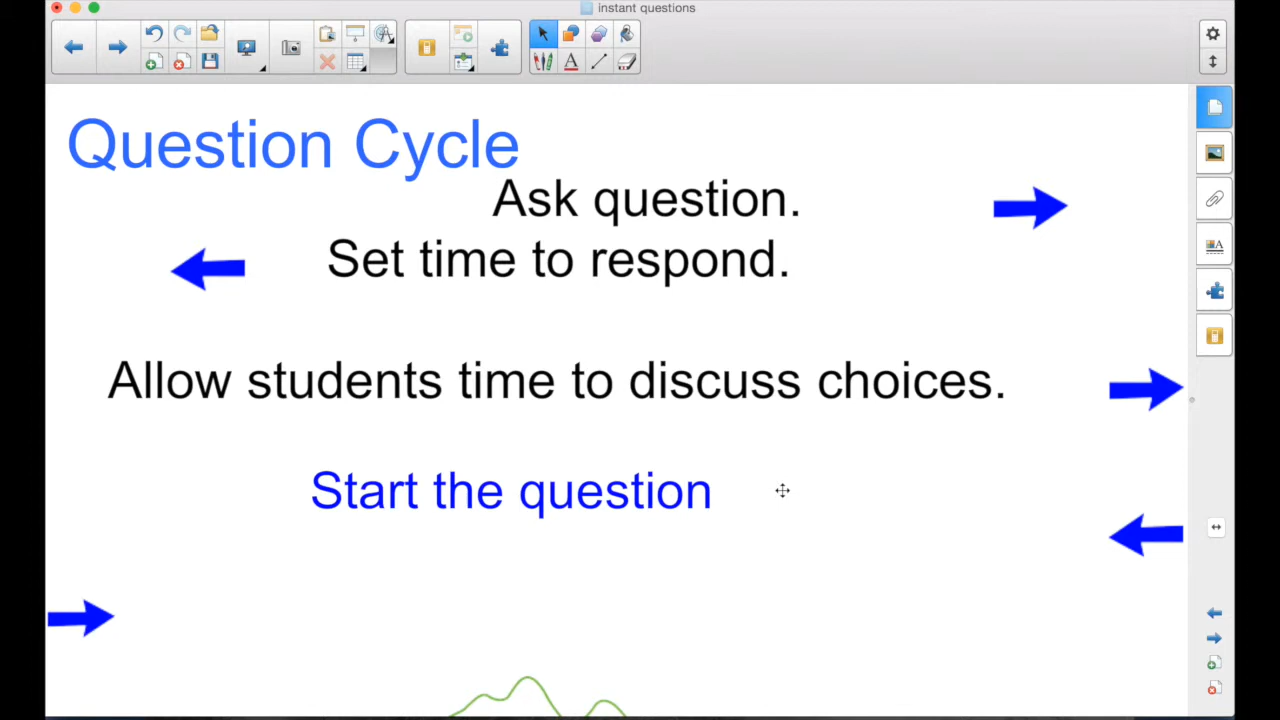 instant questions
Question Cycle
Ask question.
Set time to respond.
Allow students time to discuss choices.
Start the question